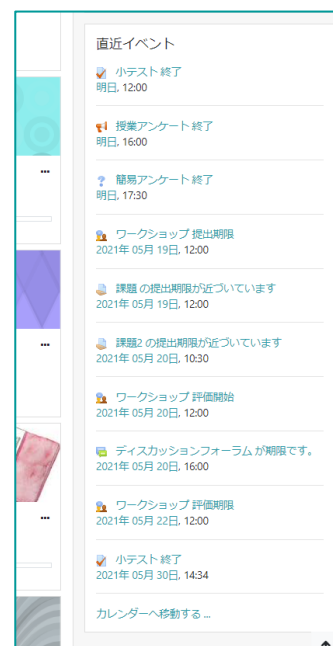 直近イベント
小テスト 終了
明日, 12:00
授業アンケート 終了
明日, 16:00
簡易アンケート 終了
明日, 17:30
ワークショップ 提出期限
2021年 05月 19日, 12:00
課題 の提出期限が近づいています
2021年 05月 19日, 12:00
課題2 の提出期限が近づいています
2021年 05月 20日, 10:30
ワークショップ 評価開始
2021年 05月 20日, 12:00
ディスカッションフォーラム が期限です。
2021年 05月 20日, 16:00
ワークショップ 評価期限
2021年 05月 22日, 12:00
小テスト 終了
2021年 05月 30日, 14:34
カレンダーへ移動する ...